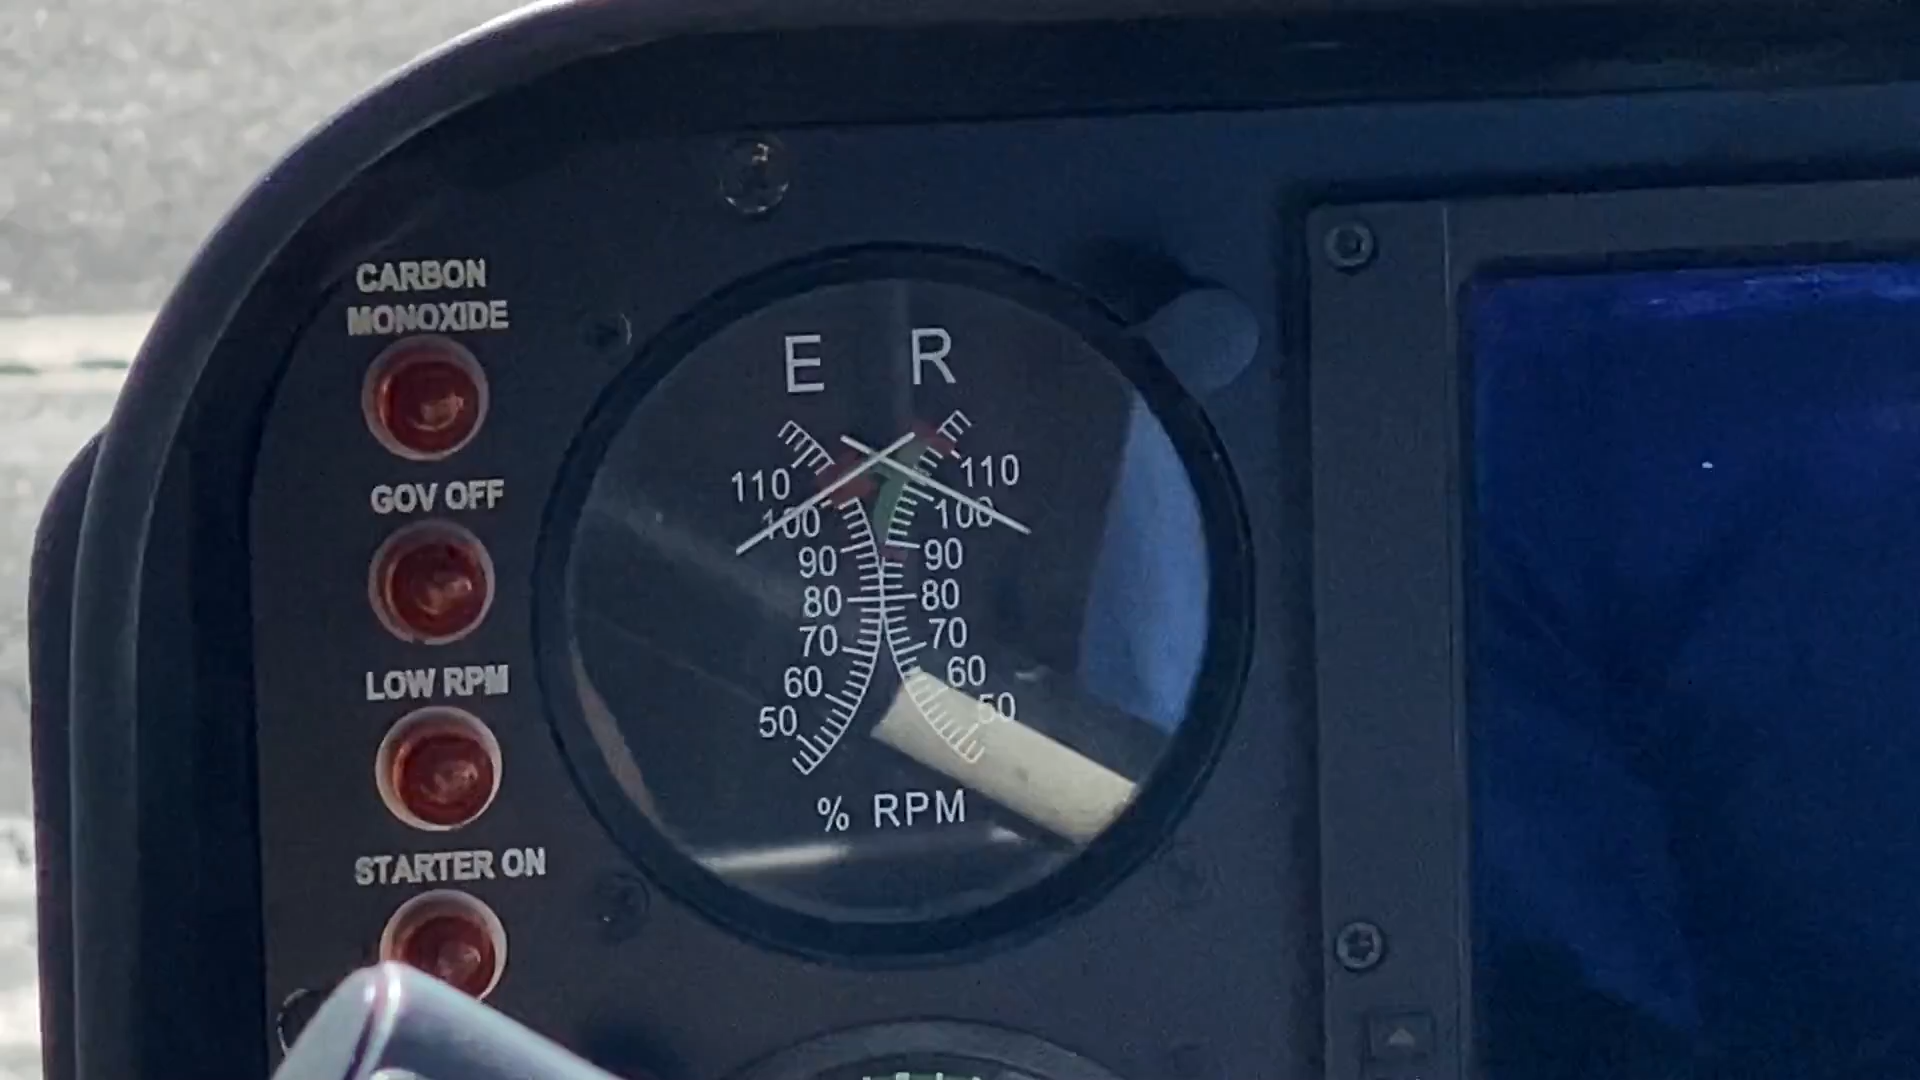 CARBON
MONOXIDE
GOV OFF
LOW RPM
STARTER ON
E R
110 110
100 100
90 90
80 80
70 70
60 60
50 50
% RPM